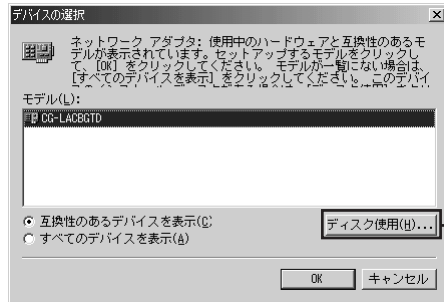 デバイスの選択
ネットワーク アダプタ: 使用中のハードウェアと互換性のあるモ
デルが表示されています。セットアップするモデルをクリックし
て、[OK] をクリックしてください。 モデルが一覧にない場合は、
[すべてのデバイスを表示] をクリックしてください。 このデバイ
モデル(L):
CG-LACBGTD
互換性のあるデバイスを表示(C)
すべてのデバイスを表示(A)
ディスク使用(H)...
OK
キャンセル